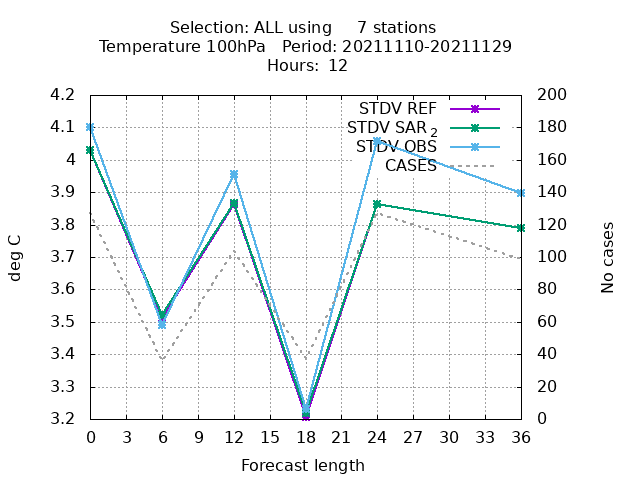 Selection: ALL using     7 stations
Temperature 100hPa   Period: 20211110-20211129
Hours:  12
4.2
4.1
4
3.9
3.8
3.7
3.6
3.5
3.4
3.3
3.2
deg C
STDV REF
STDV SAR 2
STDV OBS
CASES
200
180
160
140
120
100
80
60
40
20
0
No cases
0 3 6 9 12 15 18 21 24 27 30 33 36
Forecast length